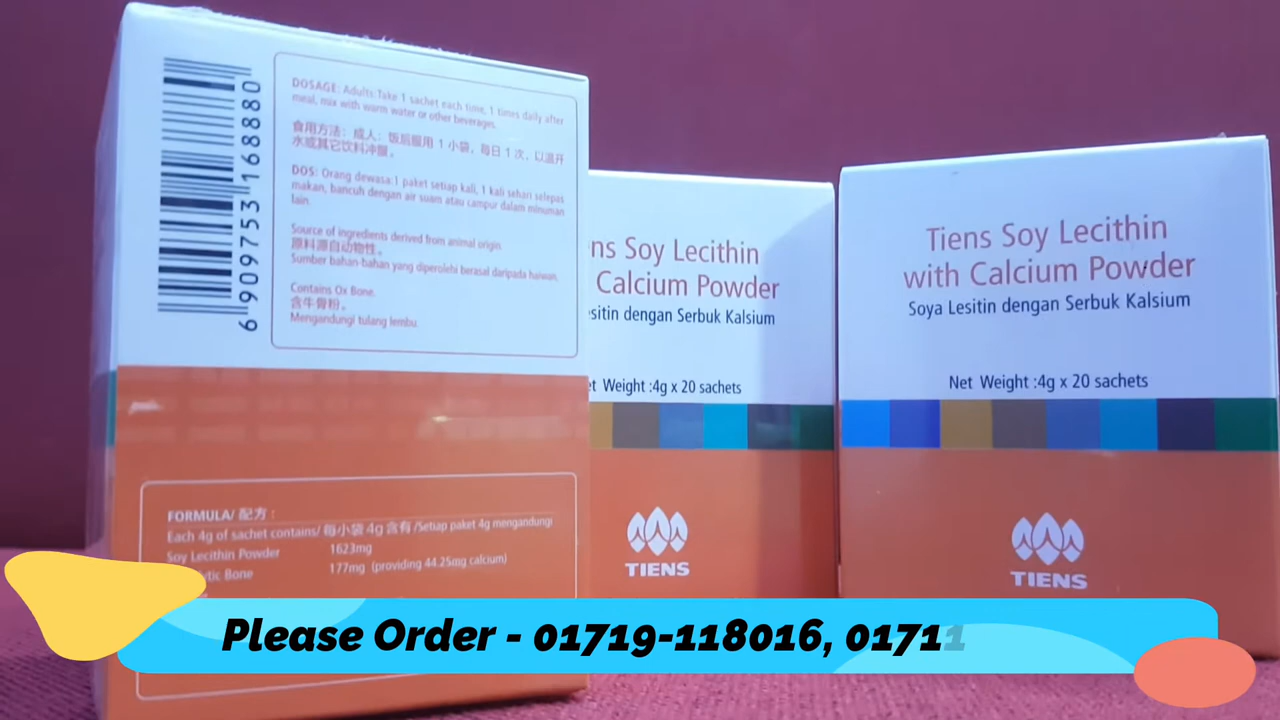 6 909753 168880
DOSAGE: Adults:Take 1 sachet each time, 1 times daily after
meal, mix with warm water or other beverages.
食用方法：成人：饭后服用 1 小袋，每日 1 次，以温开
水或其它饮料冲服。
DOS: Orang dewasa:1 paket setiap kali, 1 kali sehari selepas
makan, bancuh dengan air suam atau campur dalam minuman
lain.
Source of ingredients derived from animal origin.
原料源自动物性。
Sumber bahan-bahan yang diperolehi berasal daripada haiwan.
Contains Ox Bone.
含牛骨粉。
Mengandungi tulang lembu.
FORMULA/ 配方：
Each 4g of sachet contains/ 每小袋 4g 含有 /Setiap paket 4g mengandungi
Soy Lecithin Powder 1623mg
Bone 177mg (providing 44.25mg calcium)
Soy Lecithin
Calcium Powder
dengan Serbuk Kalsium
Weight :4g x 20 sachets
TIENS
Tiens Soy Lecithin
with Calcium Powder
Soya Lesitin dengan Serbuk Kalsium
Net Weight :4g x 20 sachets
TIENS
Please Order - 01719-118016, 01711